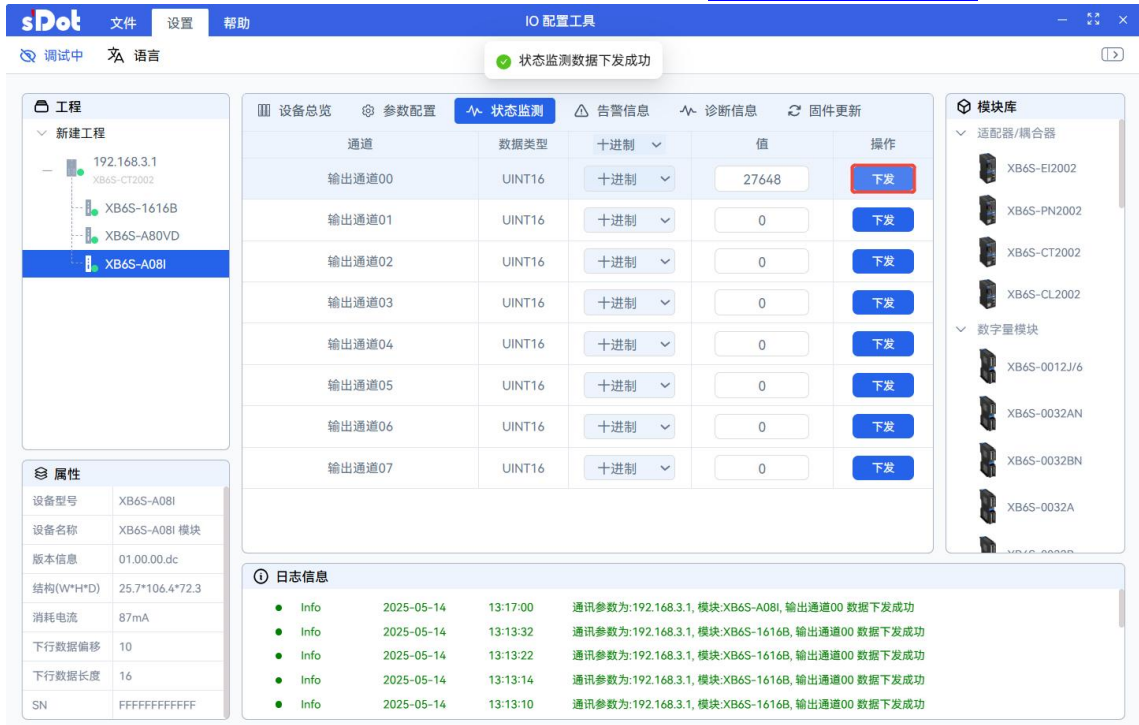 sDot 文件 设置 帮助 IO 配置工具
调试中 语言
状态监测数据下发成功
工程
新建工程
192.168.3.1
XB6S-CT2002
XB6S-1616B
XB6S-A80VD
XB6S-A08I
设备总览 参数配置 状态监测 告警信息 诊断信息 固件更新
通道 数据类型 十进制 值 操作
输出通道00 UINT16 十进制 27648 下发
输出通道01 UINT16 十进制 0 下发
输出通道02 UINT16 十进制 0 下发
输出通道03 UINT16 十进制 0 下发
输出通道04 UINT16 十进制 0 下发
输出通道05 UINT16 十进制 0 下发
输出通道06 UINT16 十进制 0 下发
输出通道07 UINT16 十进制 0 下发
模块库
适配器/耦合器
XB6S-EI2002
XB6S-PN2002
XB6S-CT2002
XB6S-CL2002
数字量模块
XB6S-0012J/6
XB6S-0032AN
XB6S-0032BN
XB6S-0032A
属性
设备型号 XB6S-A08I
设备名称 XB6S-A08I 模块
版本信息 01.00.00.dc
结构(W*H*D) 25.7*106.4*72.3
消耗电流 87mA
下行数据偏移 10
下行数据长度 16
SN FFFFFFFFFFFF
日志信息
Info 2025-05-14 13:17:00 通讯参数为:192.168.3.1, 模块:XB6S-A08I, 输出通道00 数据下发成功
Info 2025-05-14 13:13:32 通讯参数为:192.168.3.1, 模块:XB6S-1616B, 输出通道00 数据下发成功
Info 2025-05-14 13:13:22 通讯参数为:192.168.3.1, 模块:XB6S-1616B, 输出通道00 数据下发成功
Info 2025-05-14 13:13:14 通讯参数为:192.168.3.1, 模块:XB6S-1616B, 输出通道00 数据下发成功
Info 2025-05-14 13:13:10 通讯参数为:192.168.3.1, 模块:XB6S-1616B, 输出通道00 数据下发成功